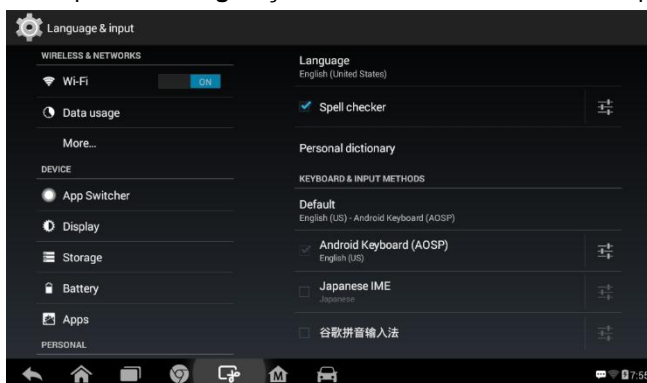 Language & input
WIRELESS & NETWORKS
Wi-Fi ON
Data usage
More...
DEVICE
App Switcher
Display
Storage
Battery
Apps
PERSONAL
Language
English (United States)
Spell checker
Personal dictionary
KEYBOARD & INPUT METHODS
Default
English (US) - Android Keyboard (AOSP)
Android Keyboard (AOSP)
English (US)
Japanese IME
Japanese
谷歌拼音输入法
7:55